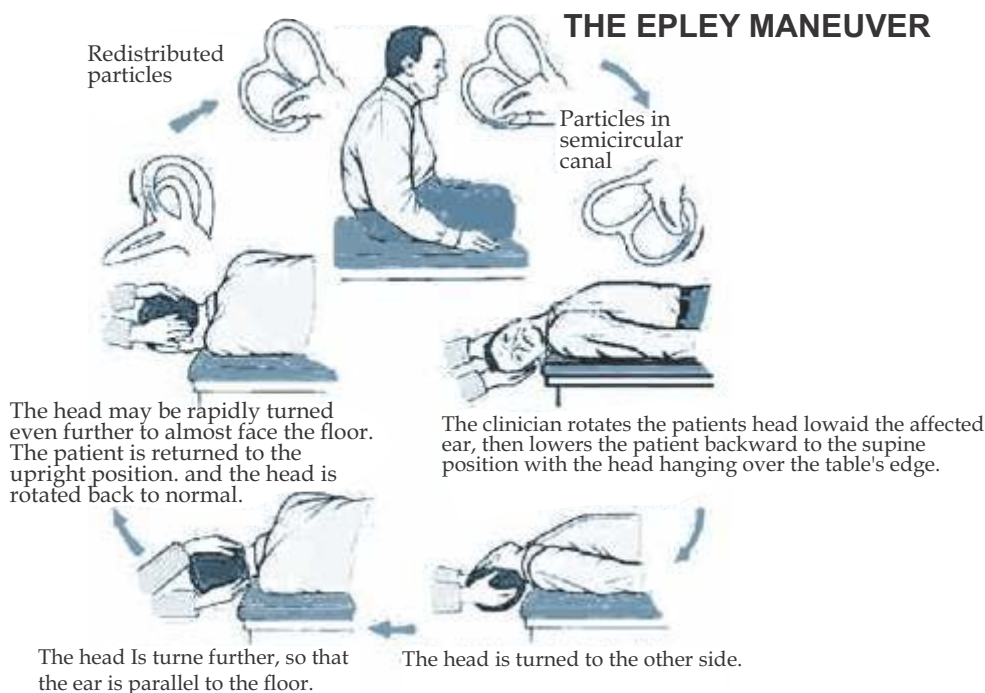 THE EPLEY MANEUVER
Redistributed
particles
Particles in
semicircular
canal
The head may be rapidly turned
even further to almost face the floor.
The patient is returned to the
upright position. and the head is
rotated back to normal.
The clinician rotates the patients head lowaid the affected
ear, then lowers the patient backward to the supine
position with the head hanging over the table's edge.
The head Is turne further, so that
the ear is parallel to the floor.
The head is turned to the other side.